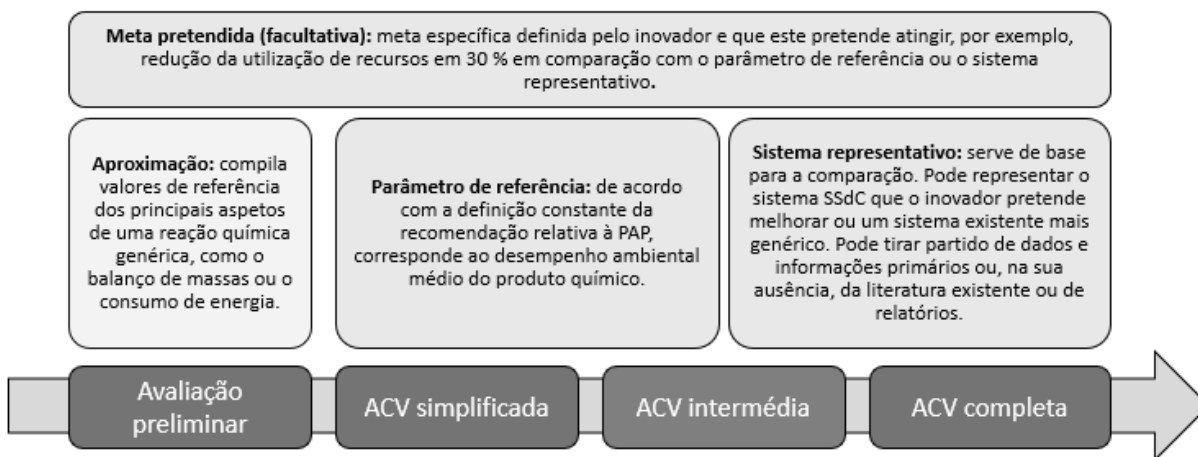 Meta pretendida (facultativa): meta específica definida pelo inovador e que este pretende atingir, por exemplo,
redução da utilização de recursos em 30 % em comparação com o parâmetro de referência ou o sistema
representativo.
Aproximação: compila
valores de referência
dos principais aspetos
de uma reação química
genérica, como o
balanço de massas ou o
consumo de energia.
Parâmetro de referência: de acordo
com a definição constante da
recomendação relativa à PAP,
corresponde ao desempenho ambiental
médio do produto químico.
Sistema representativo: serve de base
para a comparação. Pode representar o
sistema SSdC que o inovador pretende
melhorar ou um sistema existente mais
genérico. Pode tirar partido de dados e
informações primários ou, na sua
ausência, da literatura existente ou de
relatórios.
Avaliação
preliminar
ACV simplificada
ACV intermédia
ACV completa